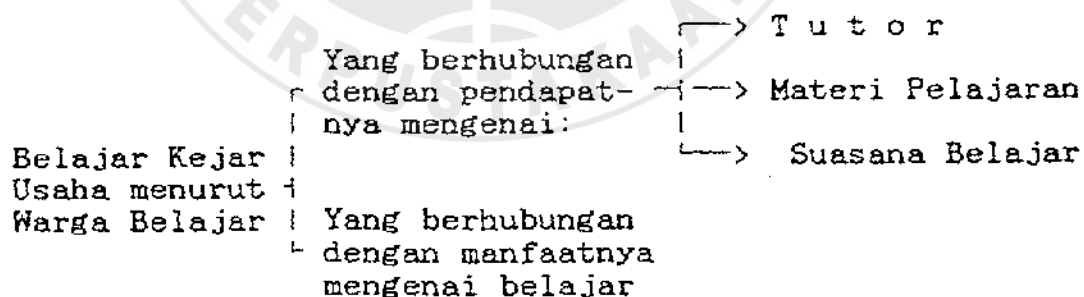 Belajar Kejar
Usaha menurut
Warga Belajar
Yang berhubungan
dengan pendapat-
nya mengenai:
T u t o r
Materi Pelajaran
Suasana Belajar
Yang berhubungan
dengan manfaatnya
mengenai belajar
ERPUSTAKAA